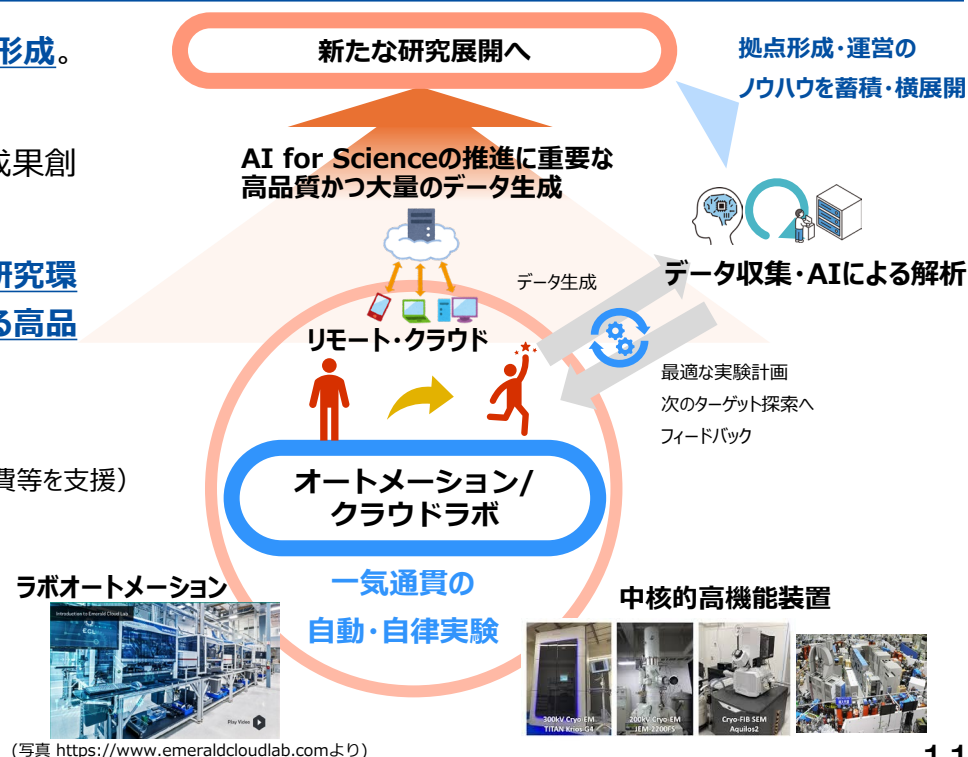 形成。
成果創
研究環
る高品
費等を支援）
新たな研究展開へ
拠点形成・運営の
ノウハウを蓄積・横展開
AI for Scienceの推進に重要な
高品質かつ大量のデータ生成
データ生成
データ収集・AIによる解析
リモート・クラウド
最適な実験計画
次のターゲット探索へ
フィードバック
オートメーション/
クラウドラボ
一気通貫の
自動・自律実験
ラボオートメーション
Introduction to Emerald Cloud Lab
ECL
Play Video
中核的高機能装置
300kV Cryo-EM
TITAN Krios G4
200kV Cryo-EM
JEM-2200FS
Cryo-FIB SEM
Aquilos2
(写真 https://www.emeraldcloudlab.comより)
11